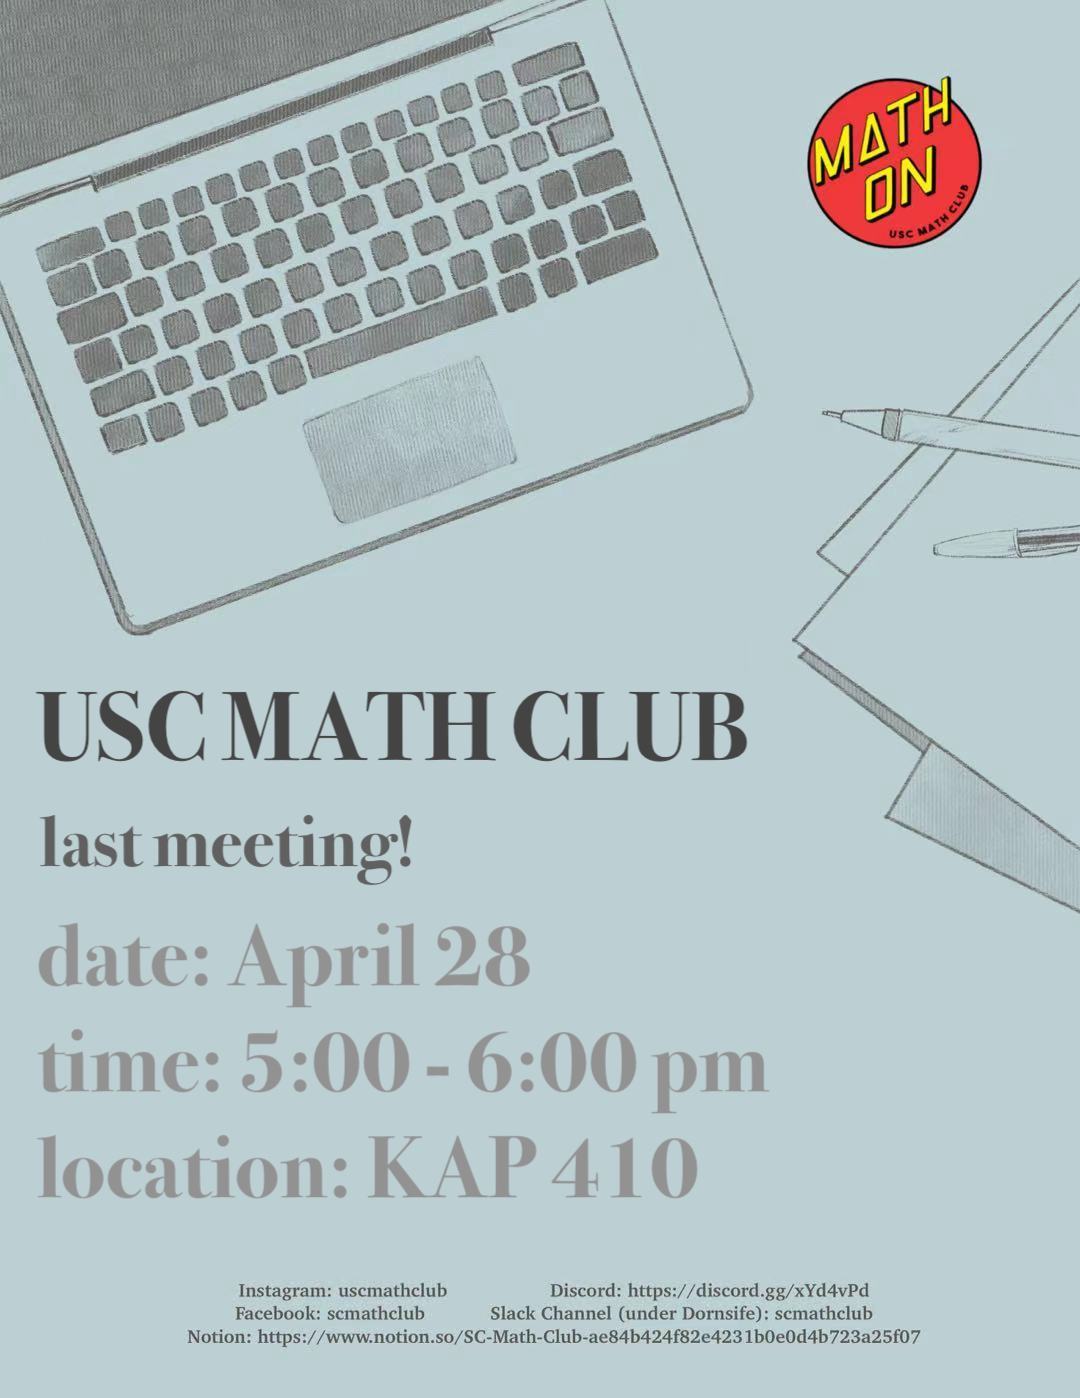 MATH
ON
USC MATH CLUB
USC MATH CLUB
last meeting!
date: April 28
time: 5:00 - 6:00 pm
location: KAP 410
Instagram: uscmathclub Discord: https://discord.gg/xYd4vPd
Facebook: scmathclub Slack Channel (under Dornsife): scmathclub
Notion: https://www.notion.so/SC-Math-Club-ae84b424f82e4231b0e0d4b723a25f07